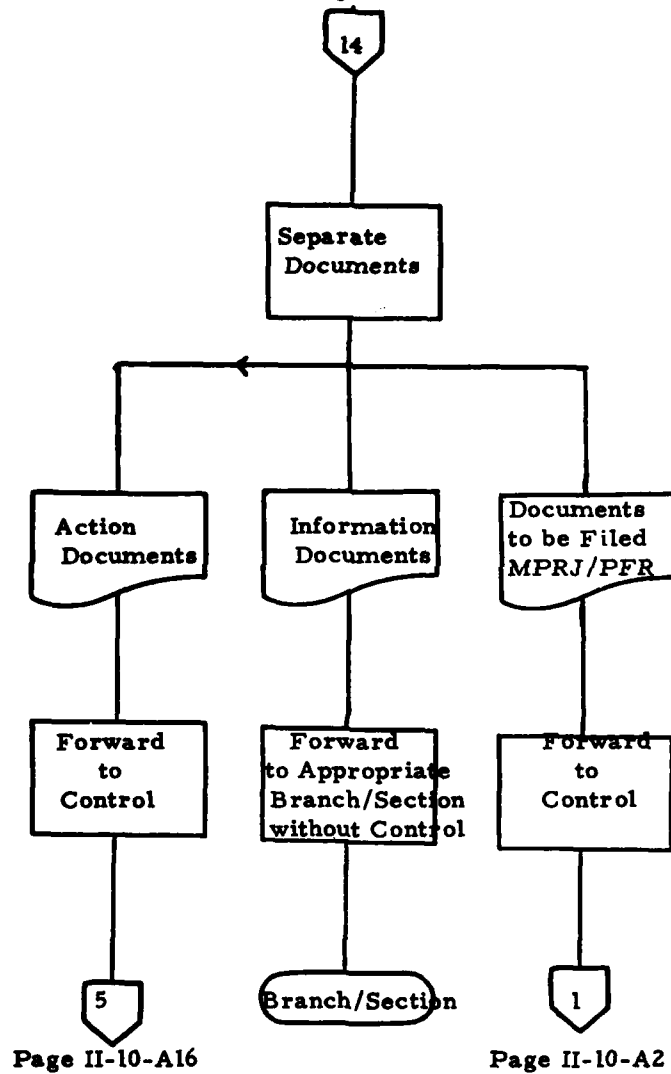 14
Separate
Documents
Action
Documents
Information
Documents
Documents
to be Filed
MPRJ/PFR
Forward
to
Control
Forward
to Appropriate
Branch/Section
without Control
Forward
to
Control
5
Branch/Section
1
Page II-10-A16
Page II-10-A2